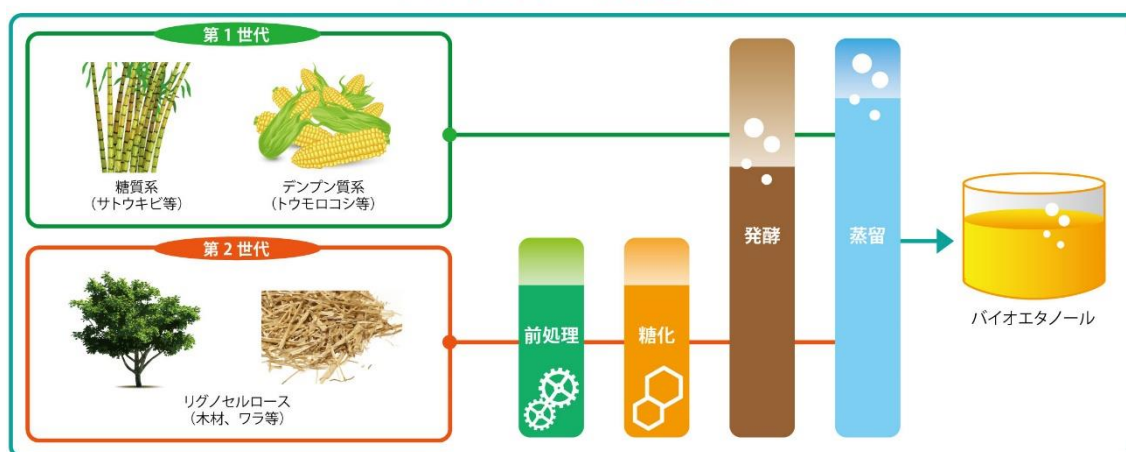 第1世代
糖質系
（サトウキビ等）
デンプン質系
（トウモロコシ等）
第2世代
リグノセルロース
（木材、ワラ等）
前処理
糖化
発酵
蒸留
バイオエタノール